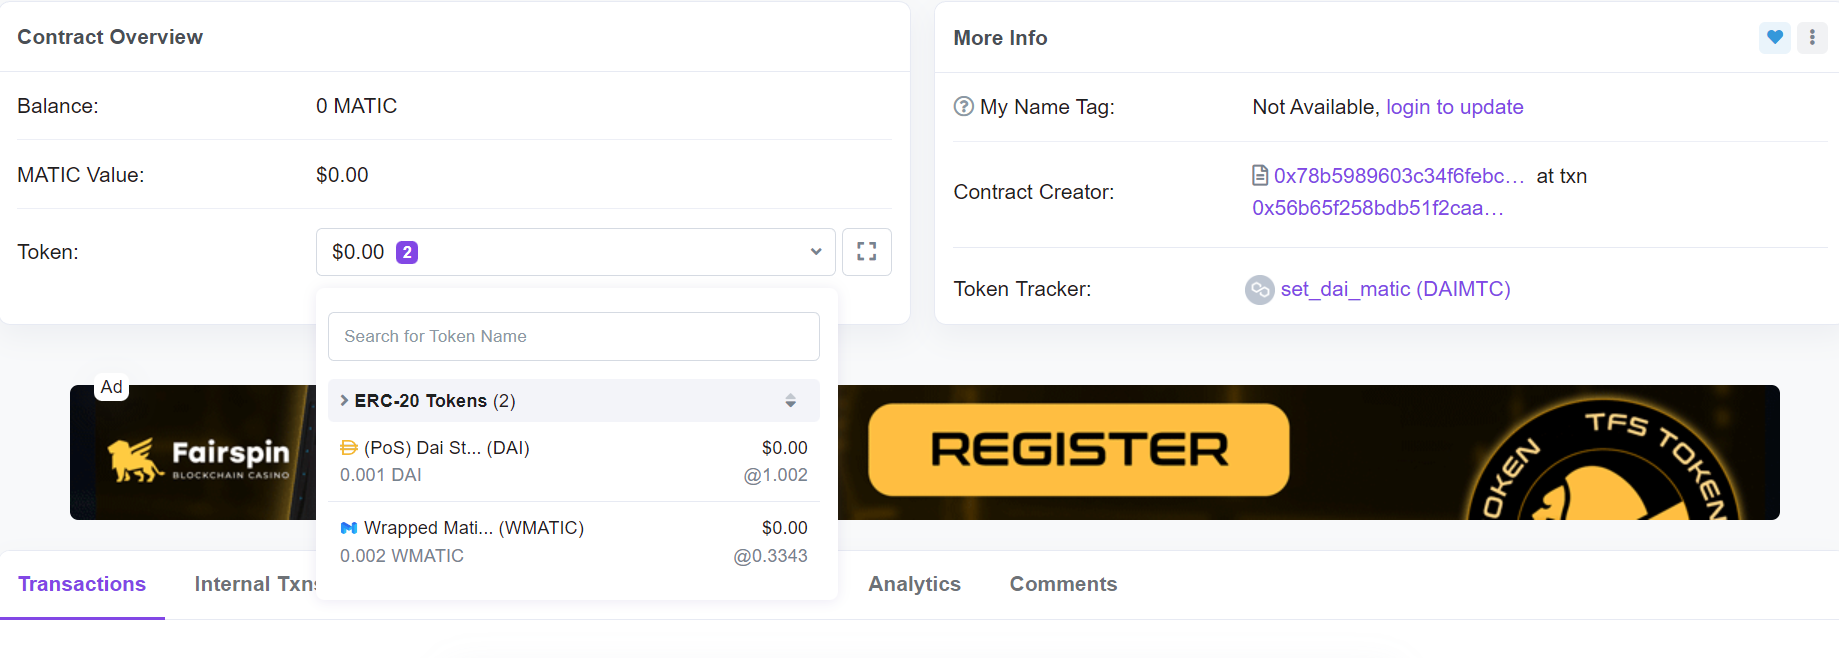 Contract Overview
Balance:
0 MATIC
MATIC Value:
$0.00
Token:
$0.00 2
Search for Token Name
ERC-20 Tokens (2)
(PoS) Dai St... (DAI)
$0.00
0.001 DAI
@1.002
Wrapped Mati... (WMATIC)
$0.00
0.002 WMATIC
@0.3343
More Info
My Name Tag:
Not Available, login to update
Contract Creator:
0x78b5989603c34f6febc... at txn
0x56b65f258bdb51f2caa...
Token Tracker:
set_dai_matic (DAIMTC)
Ad
Fairspin
BLOCKCHAIN CASINO
REGISTER
TOKEN TFS TOKEN
Transactions
Internal Txns
Analytics
Comments